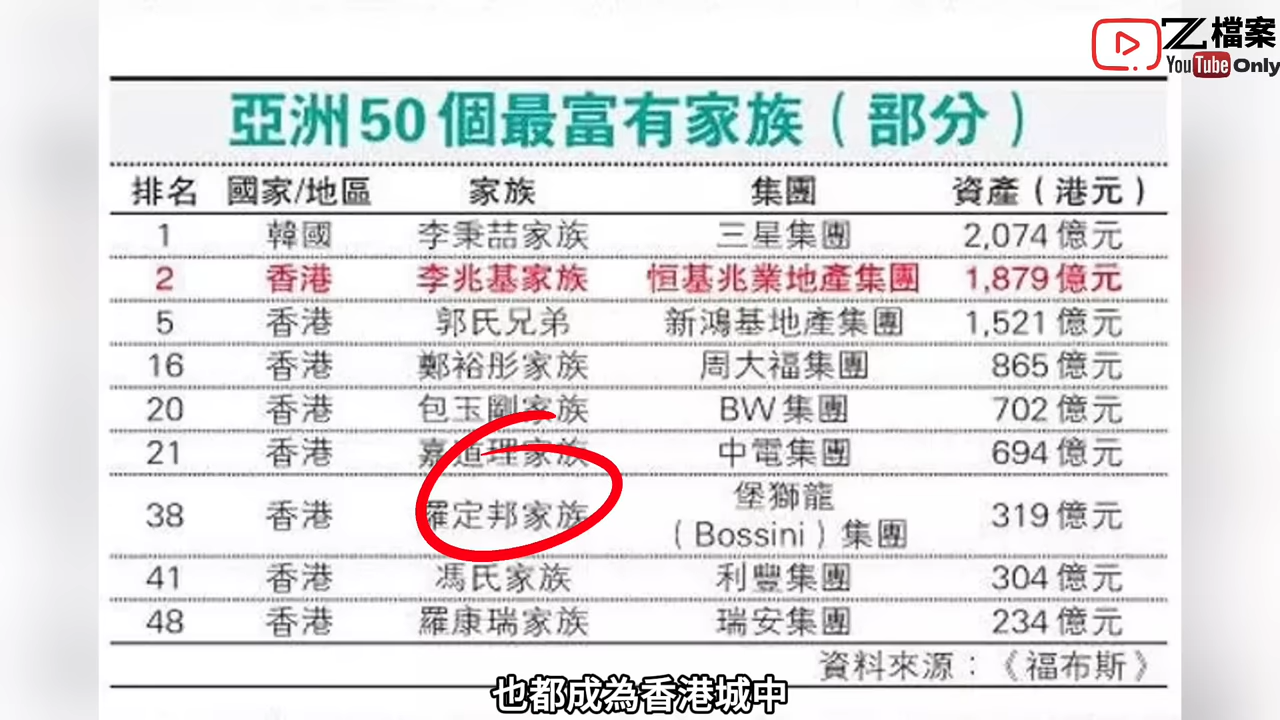 Z檔案
YouTube Only
亞洲50個最富有家族（部分）
排名 國家/地區 家族 集團 資產（港元）
1 韓國 李秉喆家族 三星集團 2,074億元
2 香港 李兆基家族 恒基兆業地產集團 1,879億元
5 香港 郭氏兄弟 新鴻基地產集團 1,521億元
16 香港 鄭裕彤家族 周大福集團 865億元
20 香港 包玉剛家族 BW集團 702億元
21 香港 嘉道理家族 中電集團 694億元
38 香港 羅定邦家族 堡獅龍
（Bossini）集團 319億元
41 香港 馮氏家族 利豐集團 304億元
48 香港 羅康瑞家族 瑞安集團 234億元
資料來源：《福布斯》
也都成為香港城中